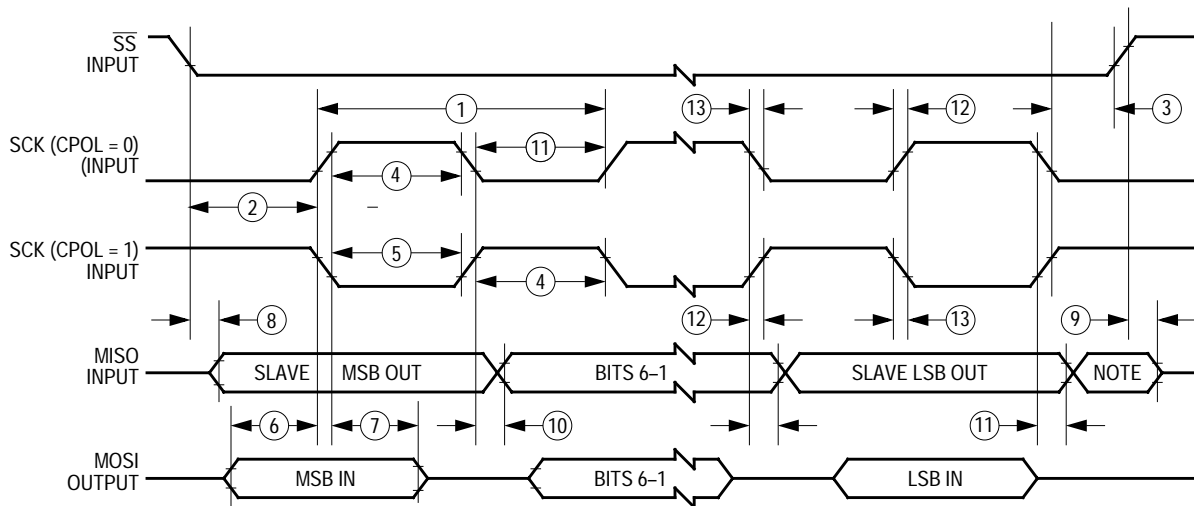 SS
INPUT
1
13
12
3
SCK (CPOL = 0)
(INPUT
11
4
2
SCK (CPOL = 1)
INPUT
5
4
8
12
13
9
MISO
INPUT
SLAVE MSB OUT
BITS 6–1
SLAVE LSB OUT
NOTE
6
7
10
11
MOSI
OUTPUT
MSB IN
BITS 6–1
LSB IN